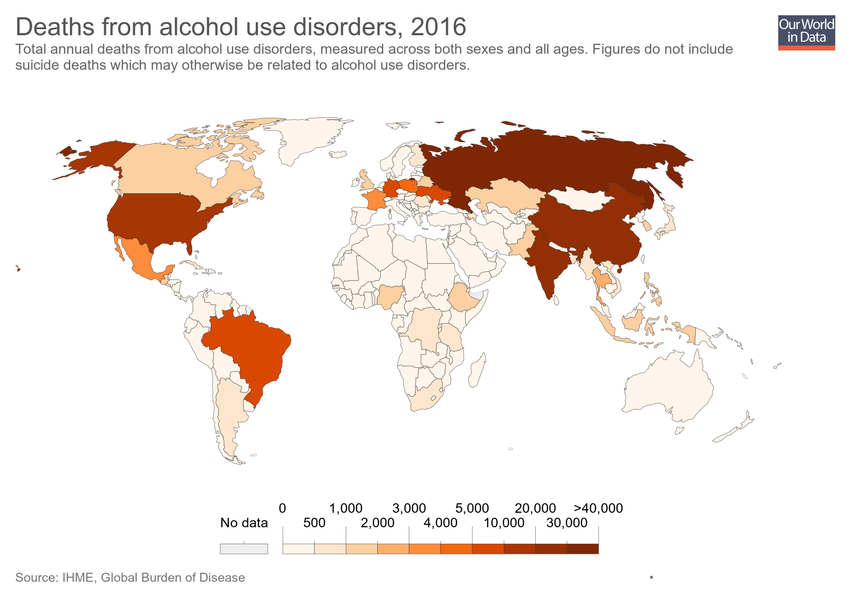 Deaths from alcohol use disorders, 2016
Our World
in Data
Total annual deaths from alcohol use disorders, measured across both sexes and all ages. Figures do not include
suicide deaths which may otherwise be related to alcohol use disorders.
0 1,000 3,000 5,000 20,000 >40,000
No data 500 2,000 4,000 10,000 30,000
Source: IHME, Global Burden of Disease